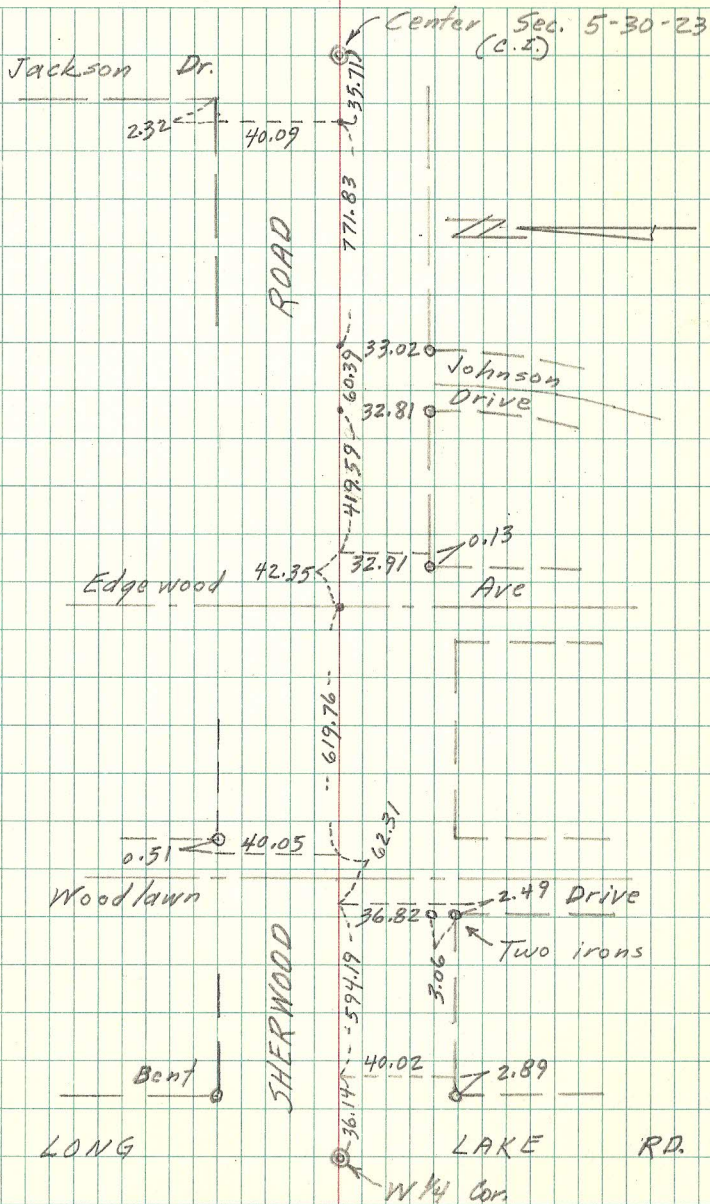 Center Sec. 5-30-23
(C.I.)
Jackson Dr.
35.71
2.32
40.09
771.83
ROAD
33.02
Johnson
60.39
Drive
32.81
419.59
0.13
32.91
42.35
Edgewood Ave
619.76
62.31
0.51
40.05
Woodlawn Drive
2.49
36.82
Two irons
3.06
594.19
SHERWOOD
40.02
2.89
Bent
36.14
LONG LAKE RD.
W 1/4 Cor.